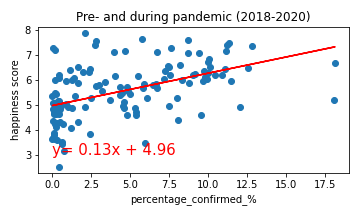 Pre- and during pandemic (2018-2020)
happiness score
8
7
6
5
4
3
y = 0.13x + 4.96
0.0 2.5 5.0 7.5 10.0 12.5 15.0 17.5
percentage_confirmed_%